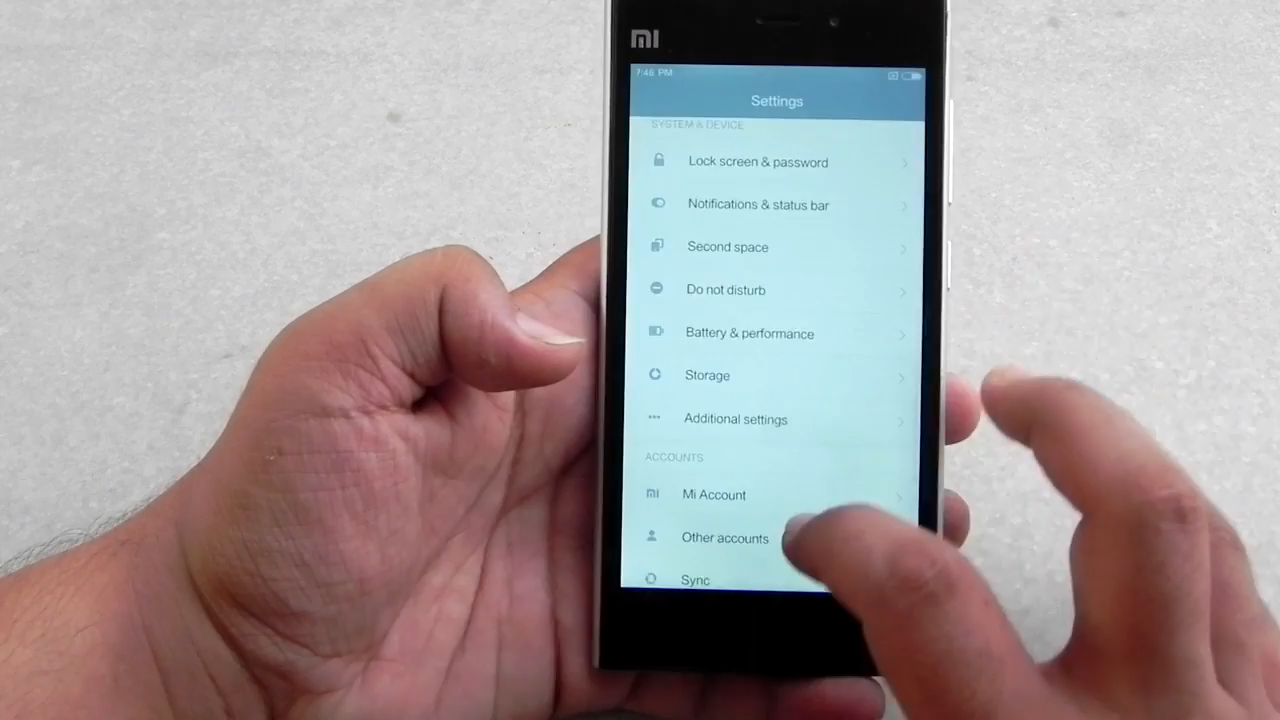 mi
7:46 PM
Settings
SYSTEM & DEVICE
Lock screen & password
Notifications & status bar
Second space
Do not disturb
Battery & performance
Storage
Additional settings
ACCOUNTS
mi Mi Account
Other accounts
Sync